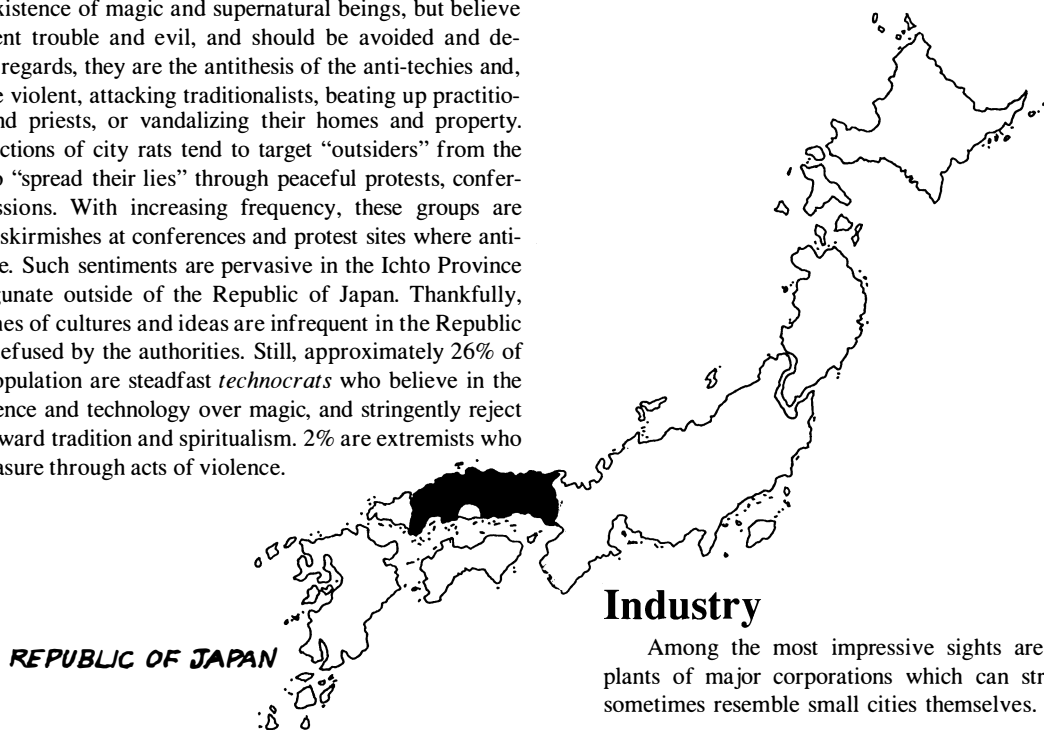 xistence of magic and supernatural beings, but believe
ent trouble and evil, and should be avoided and de-
regards, they are the antithesis of the anti-techies and,
e violent, attacking traditionalists, beating up practitio-
nd priests, or vandalizing their homes and property.
ctions of city rats tend to target “outsiders” from the
o “spread their lies” through peaceful protests, confer-
ssions. With increasing frequency, these groups are
skirmishes at conferences and protest sites where anti-
e. Such sentiments are pervasive in the Ichto Province
gunate outside of the Republic of Japan. Thankfully,
nes of cultures and ideas are infrequent in the Republic
efused by the authorities. Still, approximately 26% of
opulation are steadfast technocrats who believe in the
ence and technology over magic, and stringently reject
ward tradition and spiritualism. 2% are extremists who
asure through acts of violence.
REPUBLIC OF JAPAN
Industry
Among the most impressive sights are
plants of major corporations which can str
sometimes resemble small cities themselves.